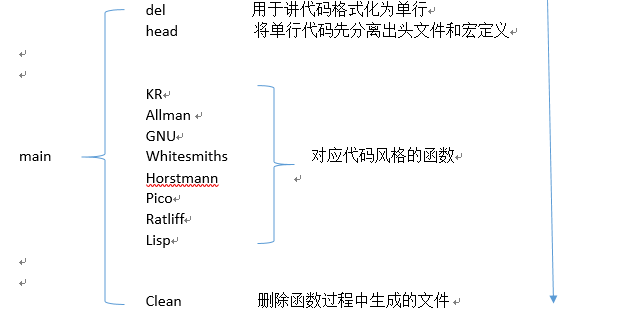 del 用于讲代码格式化为单行
head 将单行代码先分离出头文件和宏定义
KR
Allman
GNU
main Whitesmiths 对应代码风格的函数
Horstmann
Pico
Ratliff
Lisp
Clean 删除函数过程中生成的文件